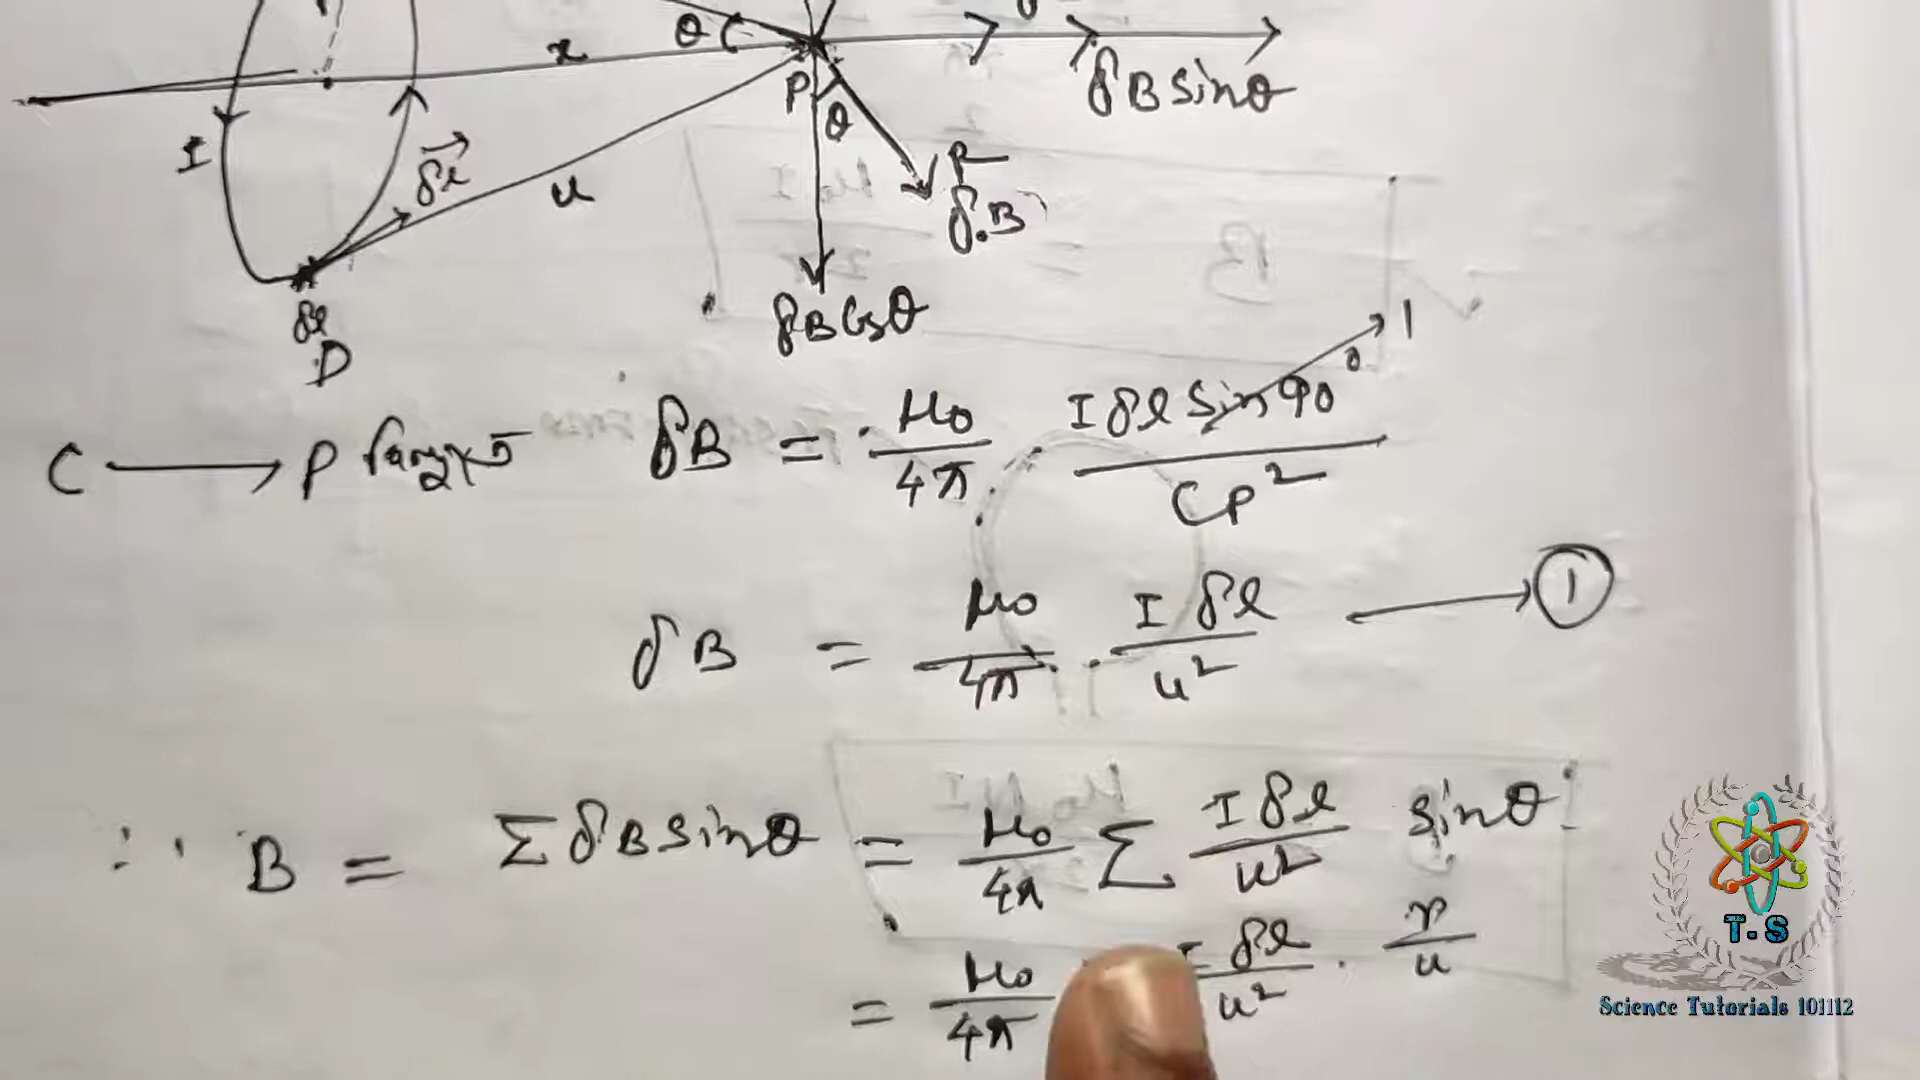 θ x P θ δB sinθ
I δl u δB
δl D δB Cosθ
C → P δB = μ₀/4π · I δl sin 90° / CP² → 1
δB = μ₀/4π · I δl / u² → ①
∴ B = Σ δB sinθ = μ₀/4π Σ I δl / u² sinθ
= μ₀/4π I δl / u² · r/u
T.S
Science Tutorials 101112